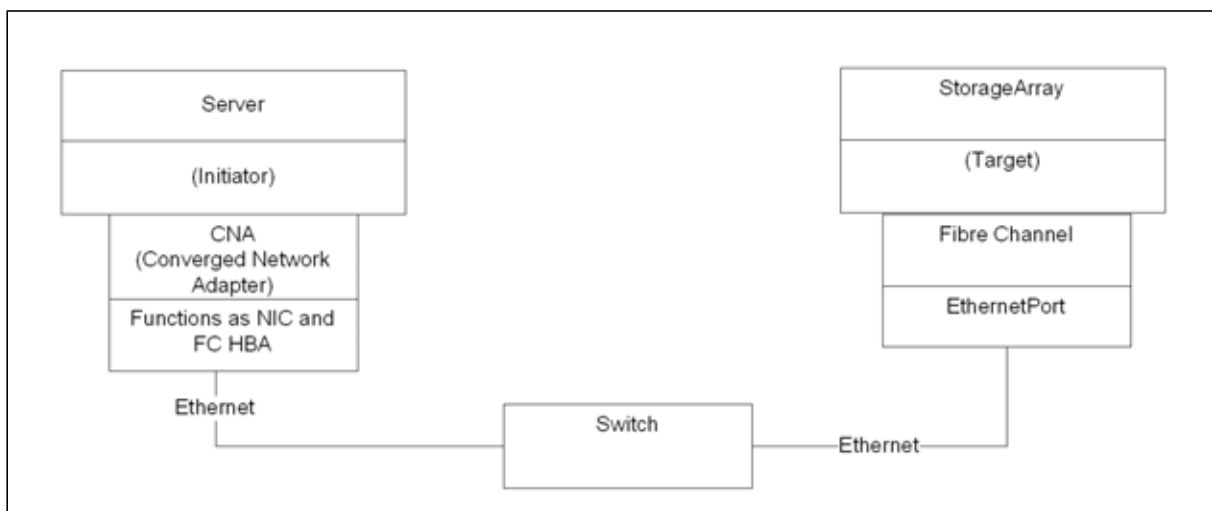 Server
(Initiator)
CNA
(Converged Network
Adapter)
Functions as NIC and
FC HBA
Ethernet
Switch
Ethernet
StorageArray
(Target)
Fibre Channel
EthernetPort